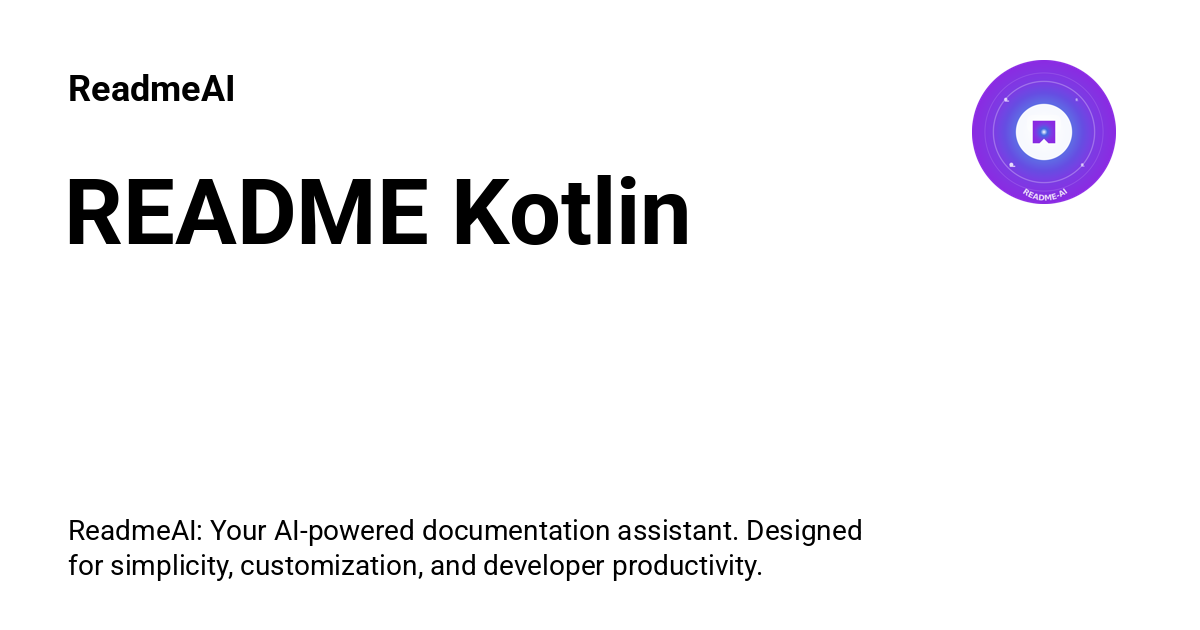 ReadmeAI
README Kotlin
README-AI
ReadmeAI: Your AI-powered documentation assistant. Designed
for simplicity, customization, and developer productivity.